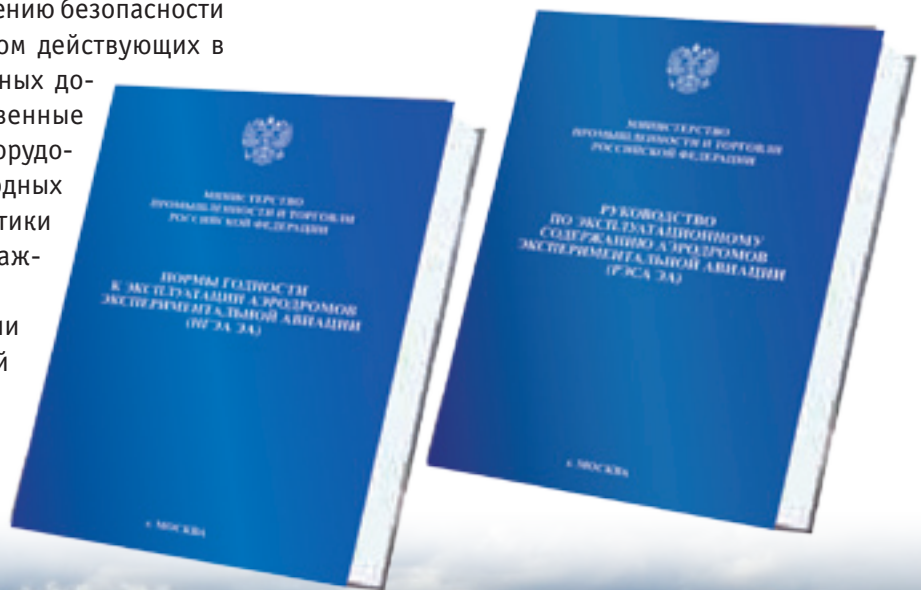 ению безопасности
ом действующих в
ных до-
венные
орудо-
одных
тики
аж-
ии
й
МИНИСТЕРСТВО
ПРОМЫШЛЕННОСТИ И ТОРГОВЛИ
РОССИЙСКОЙ ФЕДЕРАЦИИ
НОРМЫ ГОДНОСТИ
К ЭКСПЛУАТАЦИИ АЭРОДРОМОВ
ЭКСПЕРИМЕНТАЛЬНОЙ АВИАЦИИ
(НГЭА ЭА)
г. МОСКВА
МИНИСТЕРСТВО
ПРОМЫШЛЕННОСТИ И ТОРГОВЛИ
РОССИЙСКОЙ ФЕДЕРАЦИИ
РУКОВОДСТВО
ПО ЭКСПЛУАТАЦИОННОМУ
СОДЕРЖАНИЮ АЭРОДРОМОВ
ЭКСПЕРИМЕНТАЛЬНОЙ АВИАЦИИ
(РЭСА ЭА)
г. МОСКВА